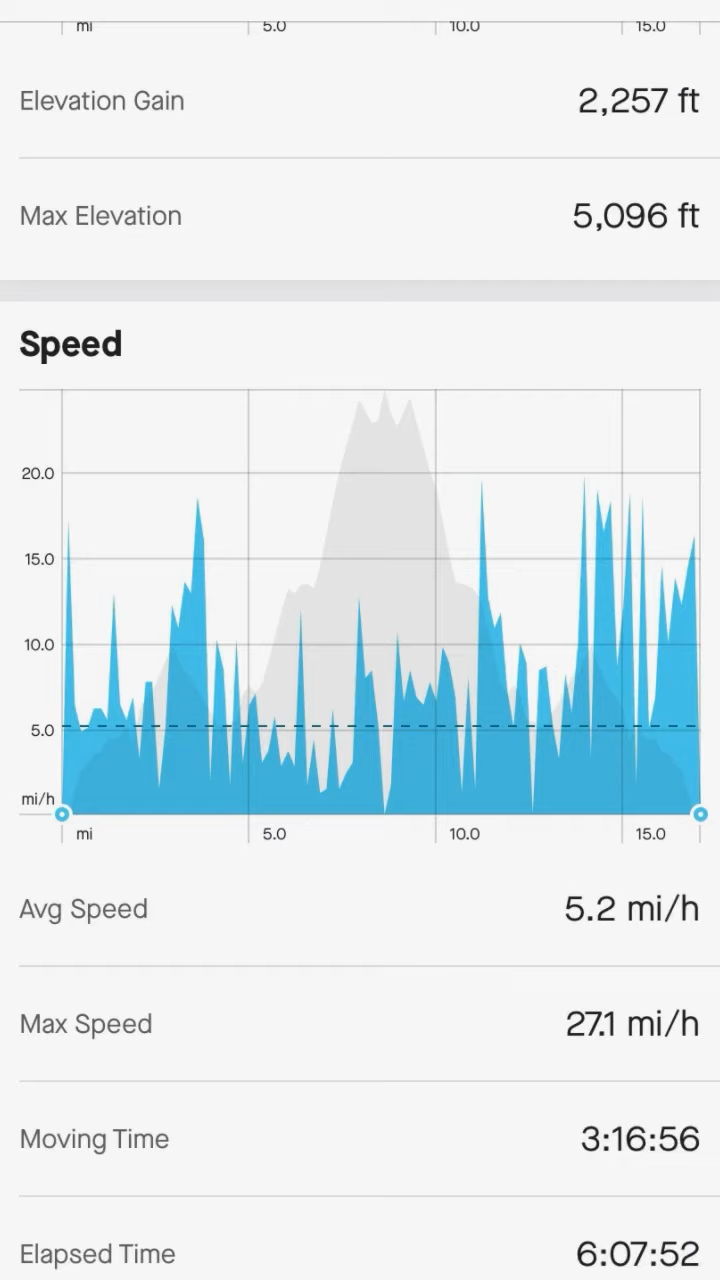 mi 5.0 10.0 15.0
Elevation Gain 2,257 ft
Max Elevation 5,096 ft
Speed
20.0
15.0
10.0
5.0
mi/h
mi 5.0 10.0 15.0
Avg Speed 5.2 mi/h
Max Speed 27.1 mi/h
Moving Time 3:16:56
Elapsed Time 6:07:52